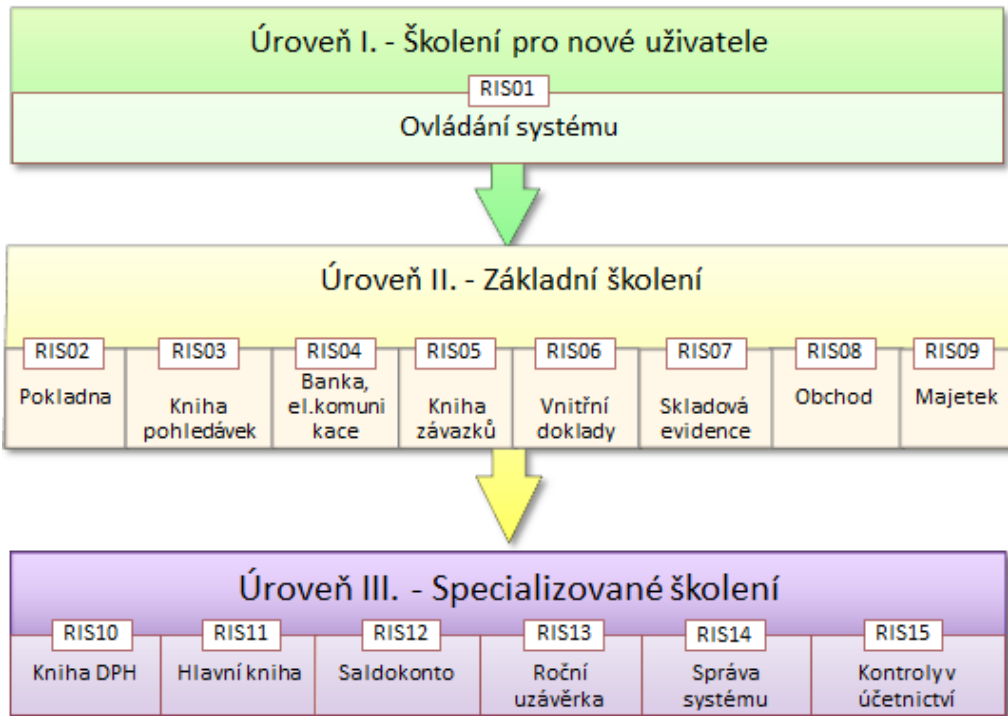 Úroveň I. - Školení pro nové uživatele
RIS01
Ovládání systému
Úroveň II. - Základní školení
RIS02
Pokladna
RIS03
Kniha
pohledávek
RIS04
Banka,
el.komuni
kace
RIS05
Kniha
závazků
RIS06
Vnitřní
doklady
RIS07
Skladová
evidence
RIS08
Obchod
RIS09
Majetek
Úroveň III. - Specializované školení
RIS10
Kniha DPH
RIS11
Hlavní kniha
RIS12
Saldokonto
RIS13
Roční
uzávěrka
RIS14
Správa
systému
RIS15
Kontroly v
účetnictví